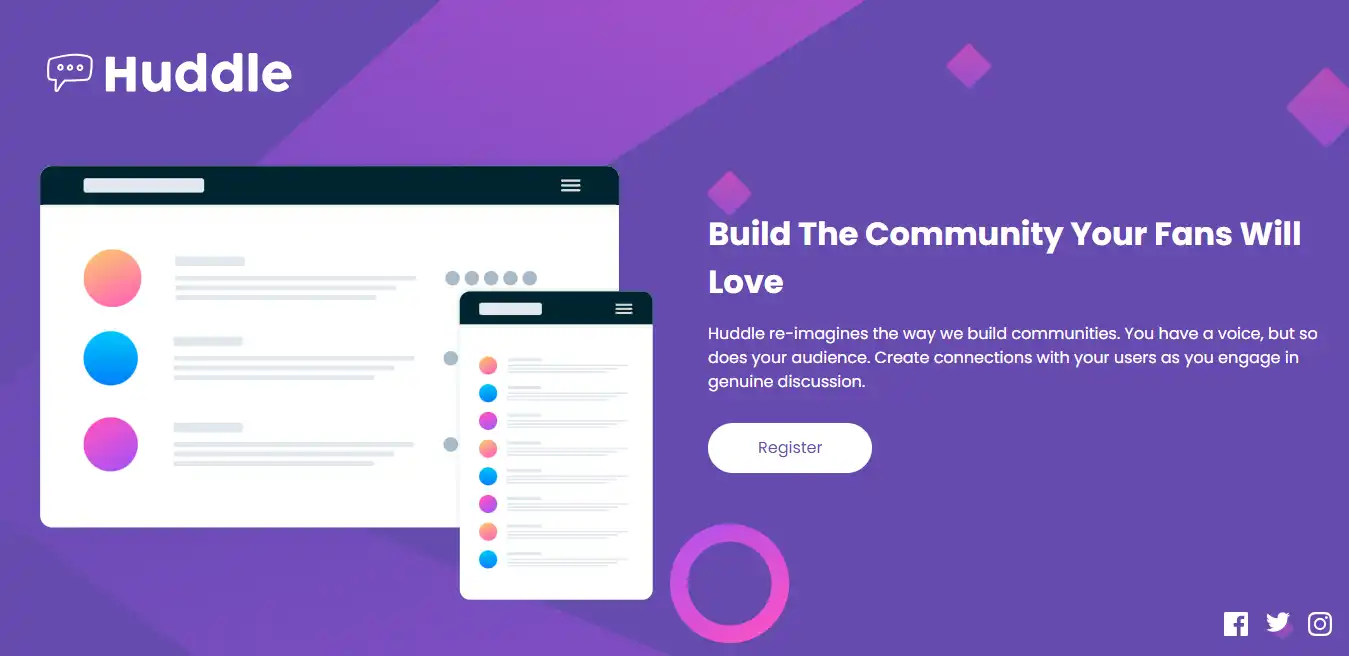 Huddle
Build The Community Your Fans Will
Love
Huddle re-imagines the way we build communities. You have a voice, but so
does your audience. Create connections with your users as you engage in
genuine discussion.
Register